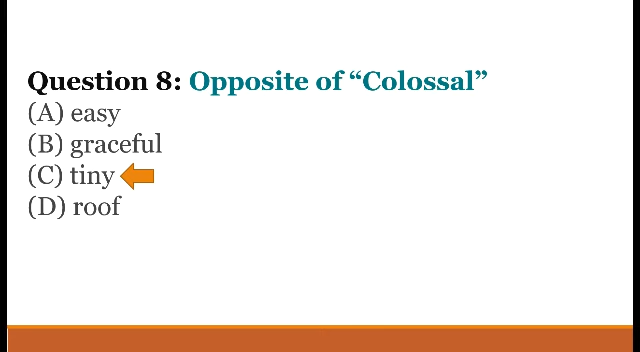 Question 8: Opposite of “Colossal”
(A) easy
(B) graceful
(C) tiny
(D) roof